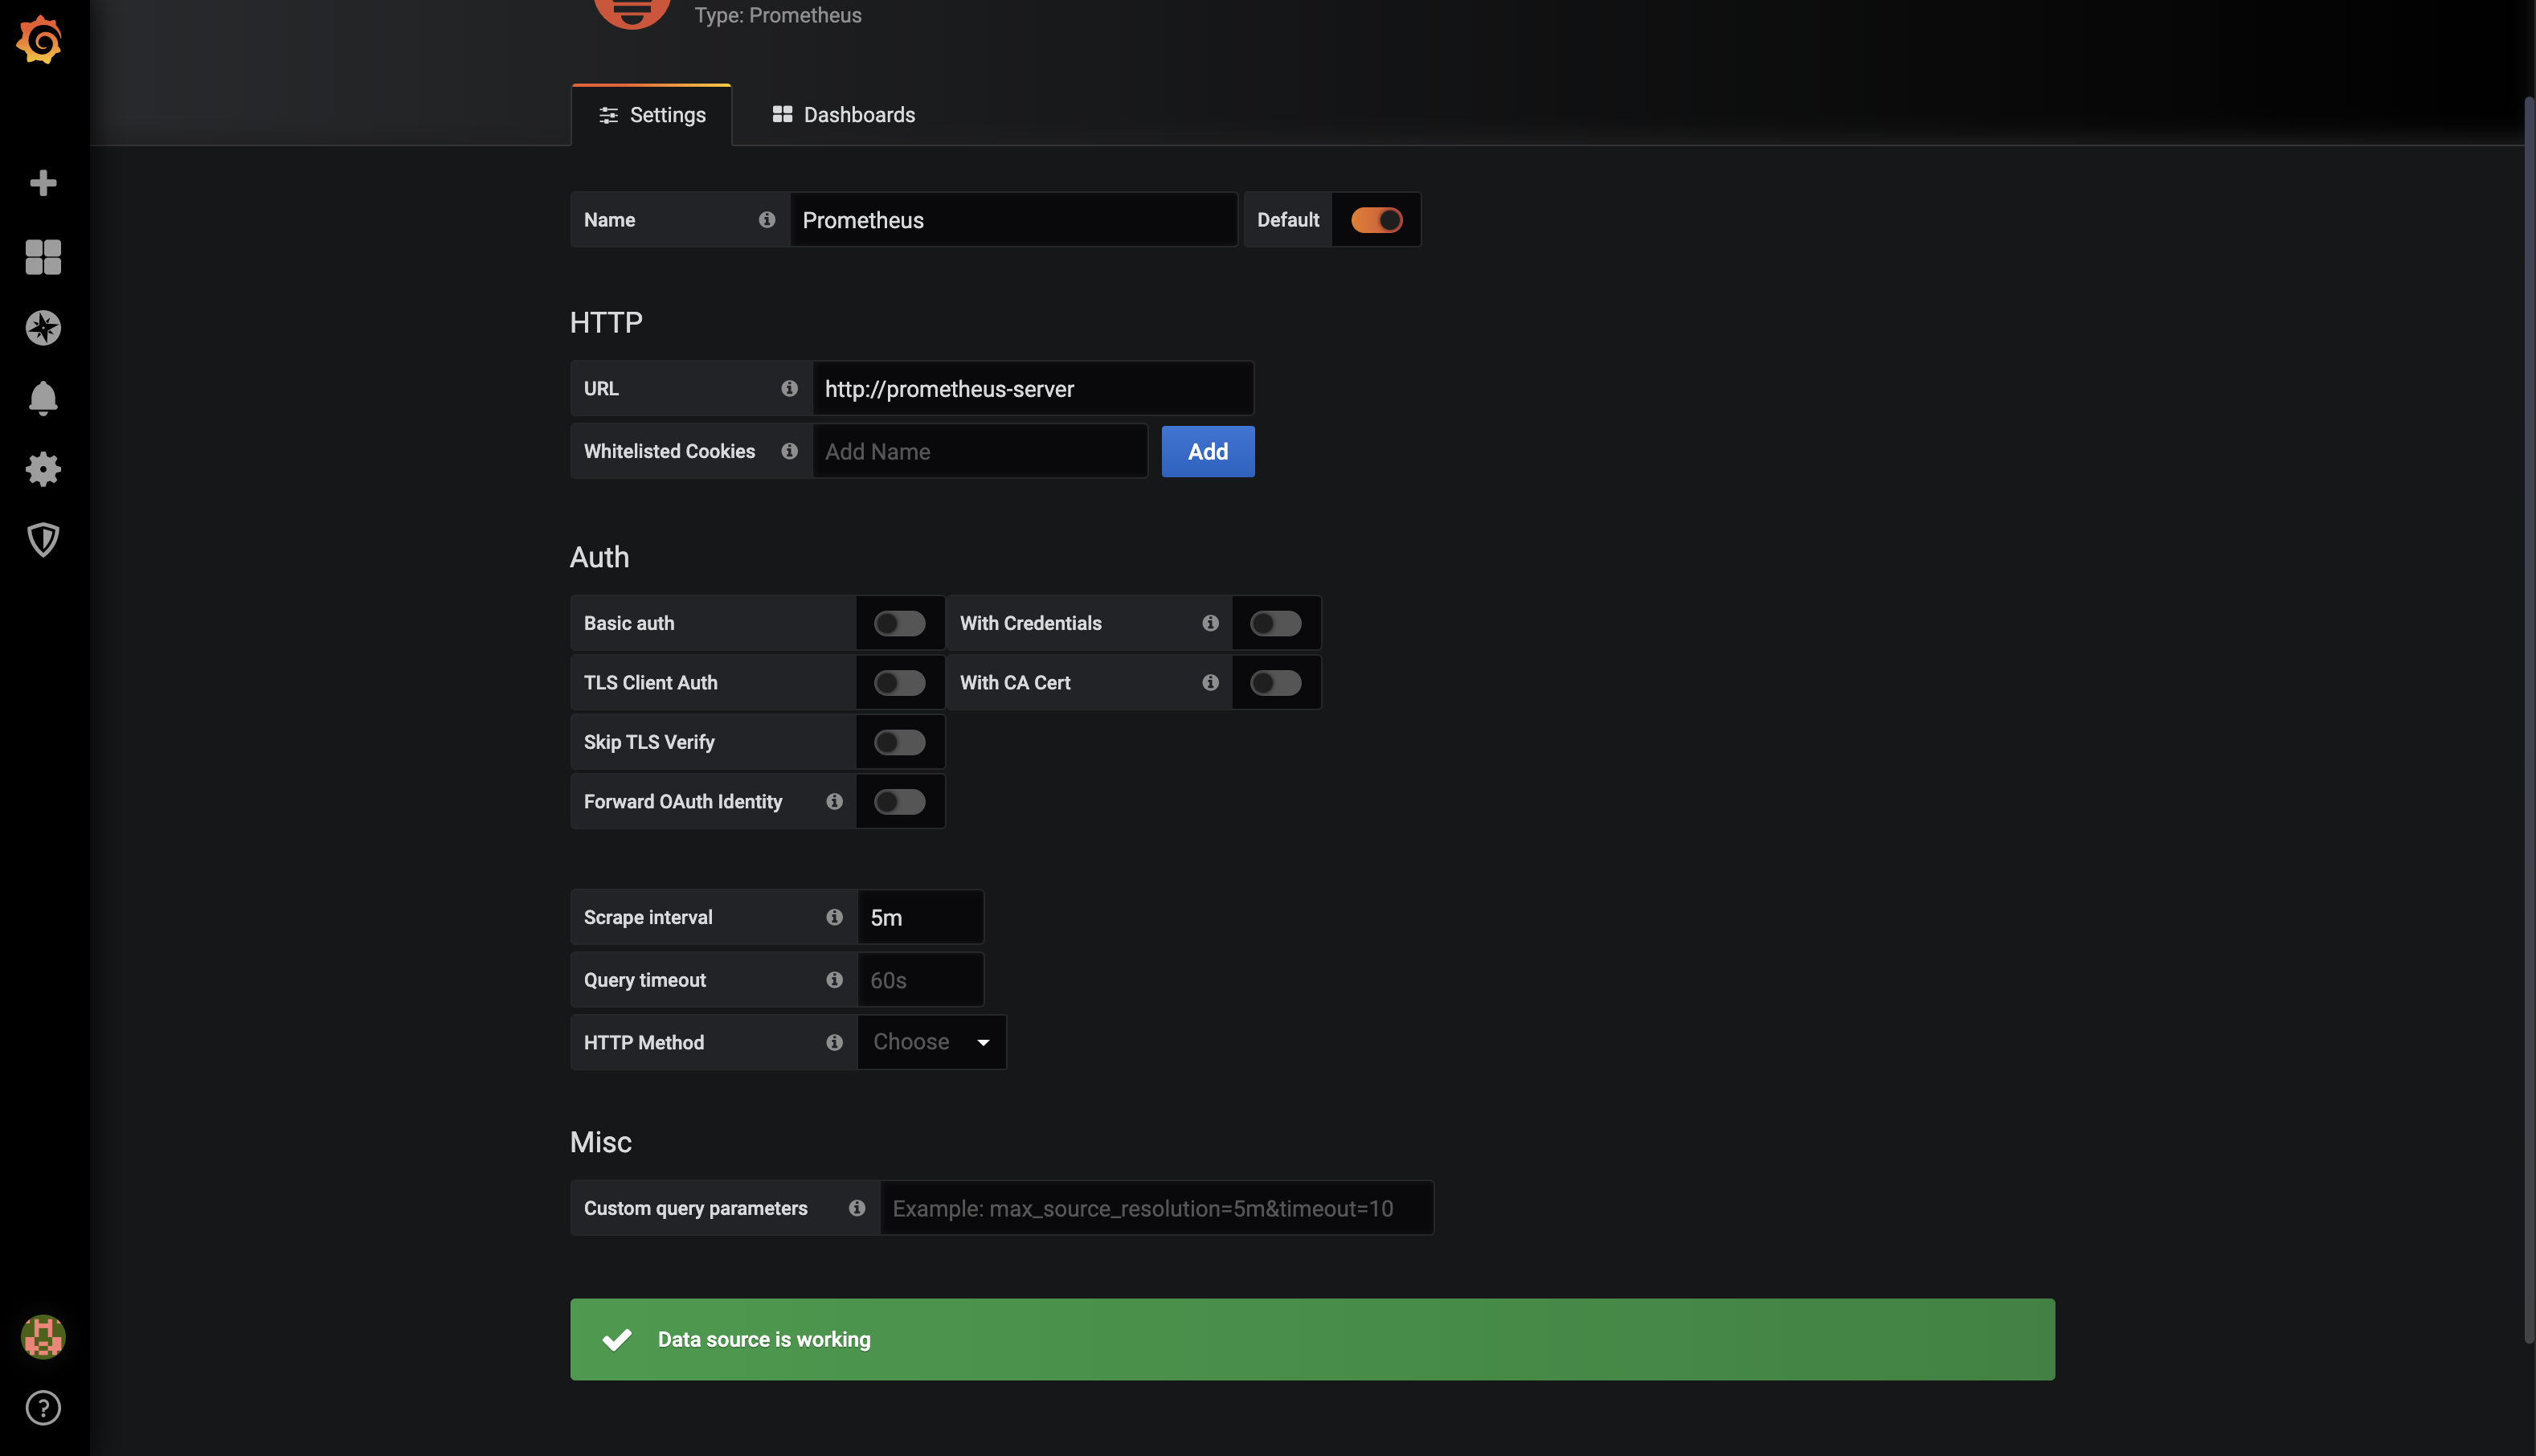 Type: Prometheus
Settings
Dashboards
Name
Prometheus
Default
HTTP
URL
http://prometheus-server
Whitelisted Cookies
Add Name
Add
Auth
Basic auth
With Credentials
TLS Client Auth
With CA Cert
Skip TLS Verify
Forward OAuth Identity
Scrape interval
5m
Query timeout
60s
HTTP Method
Choose
Misc
Custom query parameters
Example: max_source_resolution=5m&timeout=10
Data source is working